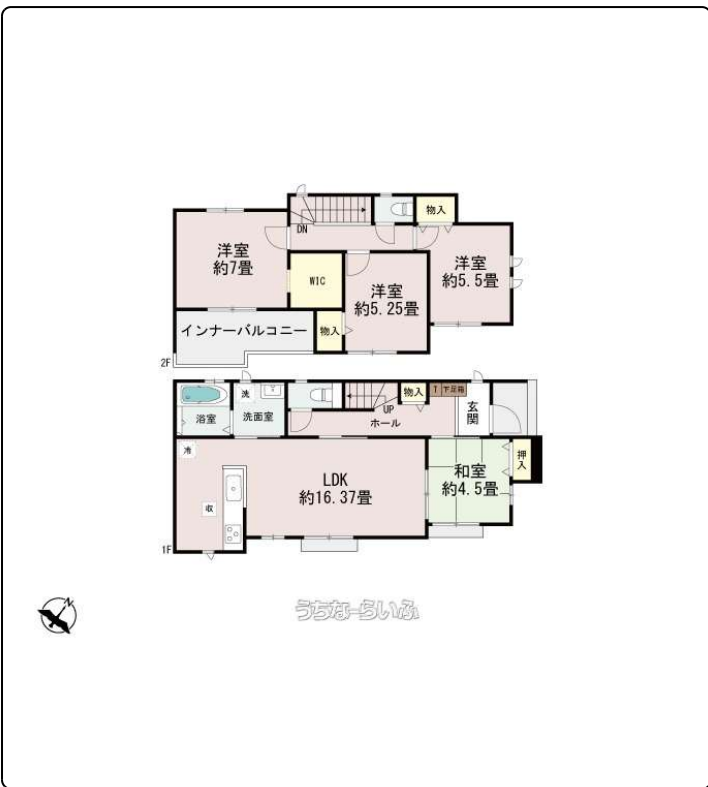 物入
DN
洋室
約7畳
WIC
洋室
約5.25畳
洋室
約5.5畳
インナーバルコニー
物入
2F
洗
浴室
洗面室
物入
T
下足箱
UP
ホール
玄関
冷
収
LDK
約16.37畳
和室
約4.5畳
押入
1F
N
うちなーらいふ